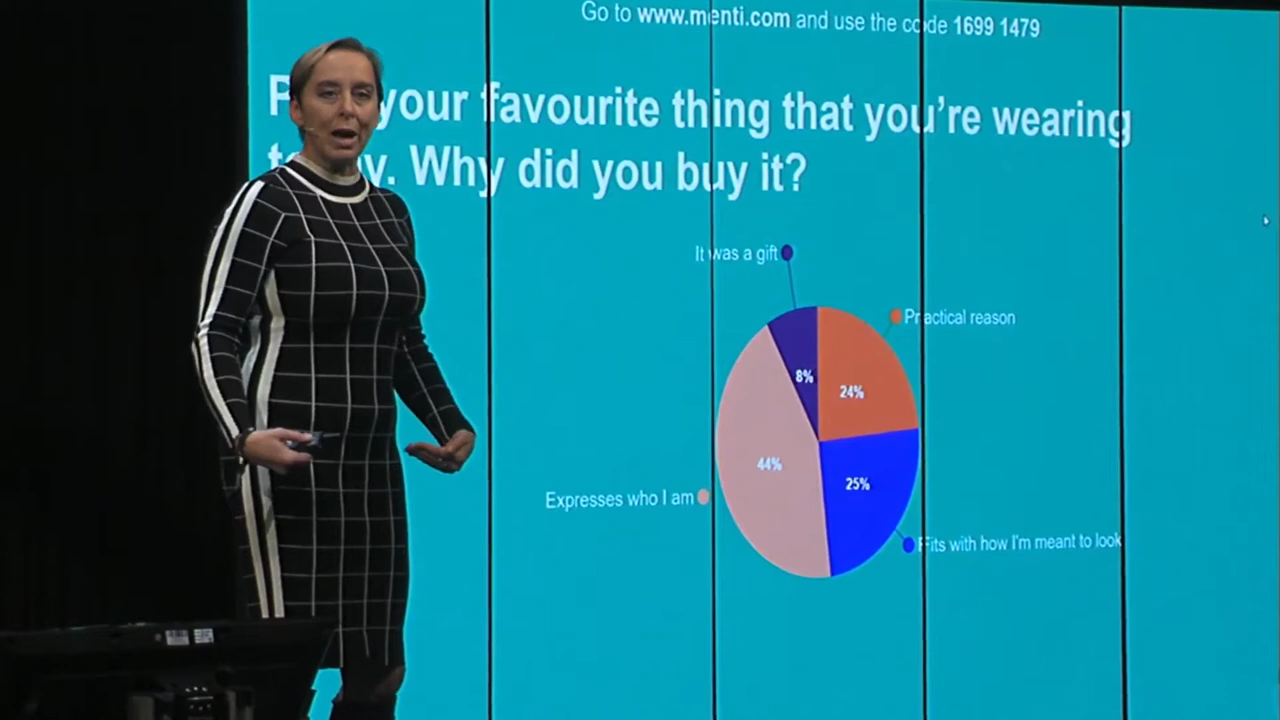 Go to www.menti.com and use the code 1699 1479
your favourite thing that you're wearing
Why did you buy it?
It was a gift
Practical reason
8%
24%
44%
25%
Expresses who I am
Fits with how I'm meant to look